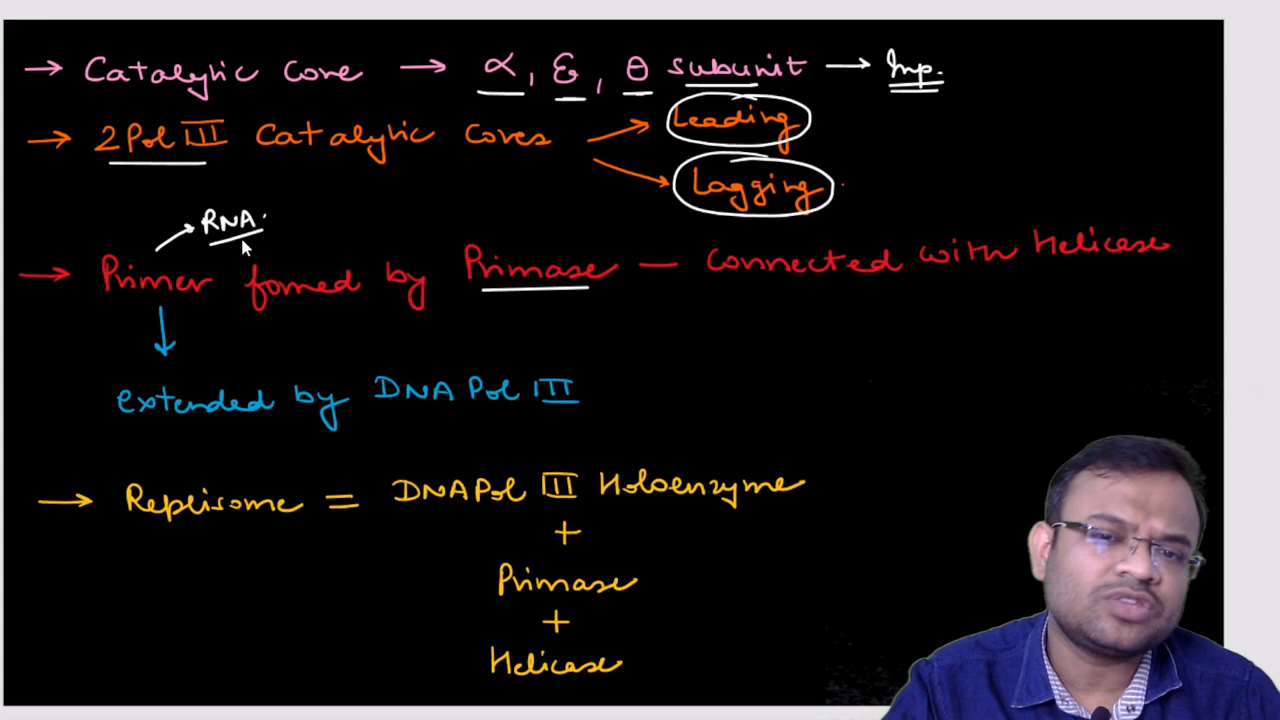 → Catalytic Core → α, ε, θ subunit → Imp.
→ 2 Pol III Catalytic Cores
Leading
Lagging
RNA.
→ Primer fomed by Primase — connected with Helicase
extended by DNA Pol III
→ Replisome = DNA Pol III Holoenzyme
+
Primase
+
Helicase